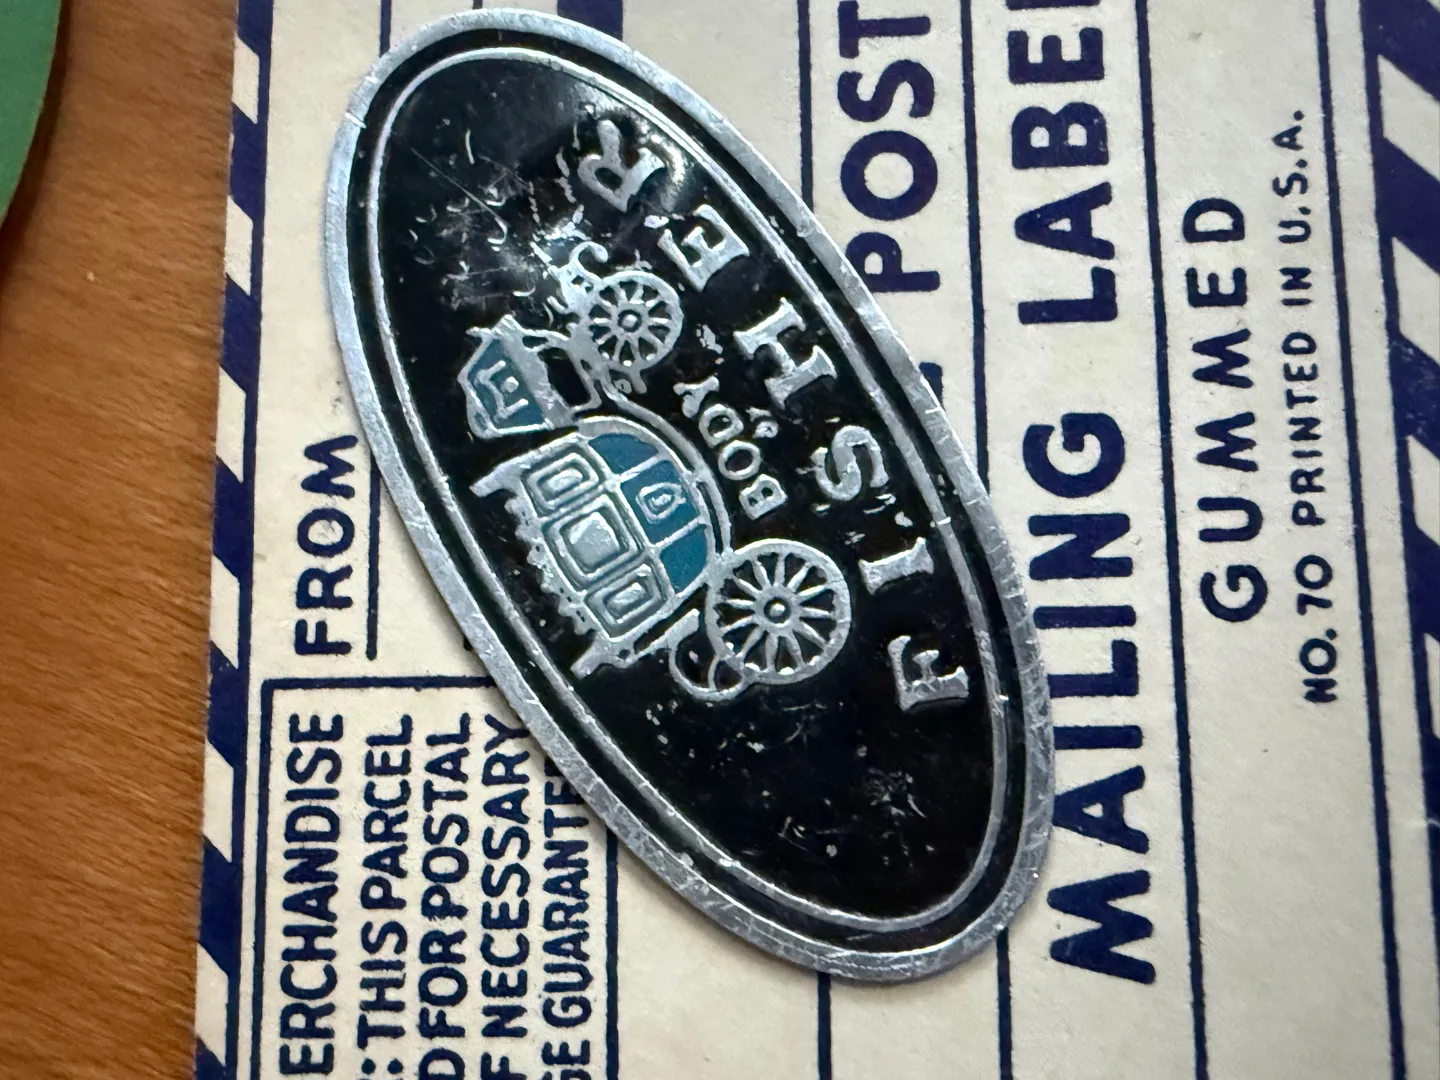 BODY
by
FISHER
FROM
ERCHANDISE
: THIS PARCEL
D FOR POSTAL
F NECESSARY
GE GUARANTE
POST
MAILING LABEL
GUMMED
NO. 70 PRINTED IN U.S.A.